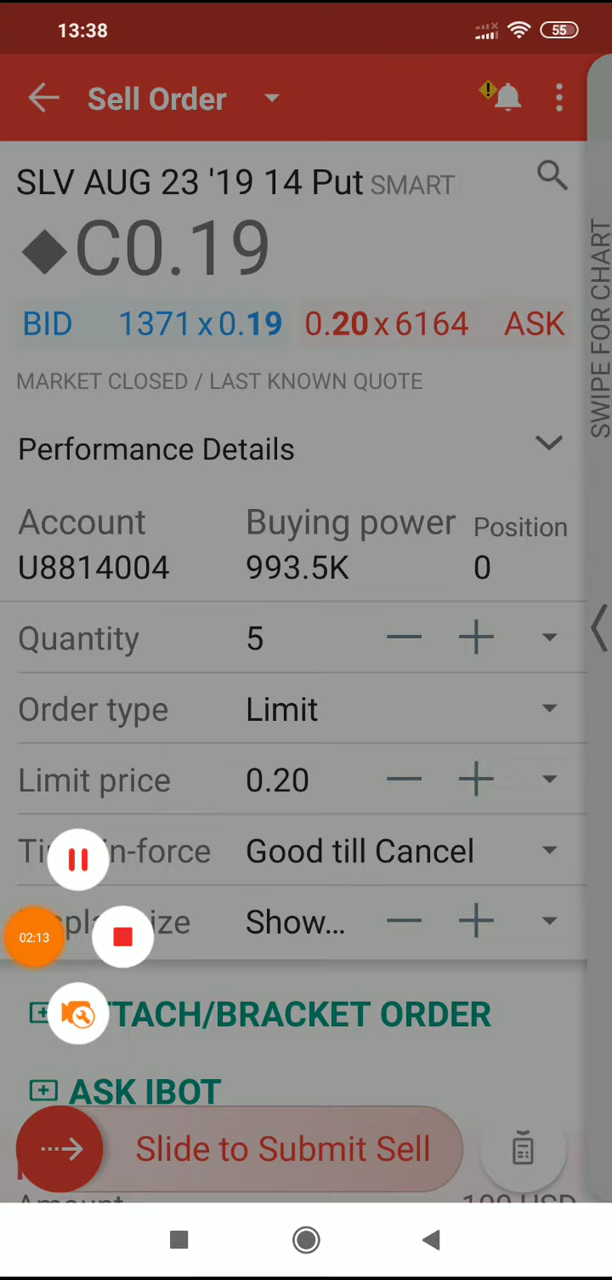 13:38
55
Sell Order
SLV AUG 23 '19 14 Put SMART
C0.19
BID 1371 x 0.19 0.20 x 6164 ASK
MARKET CLOSED / LAST KNOWN QUOTE
SWIPE FOR CHART
Performance Details
Account Buying power Position
U8814004 993.5K 0
Quantity 5
Order type Limit
Limit price 0.20
Good till Cancel
02:13
Show...
BRACKET ORDER
ASK IBOT
Slide to Submit Sell
Amount 100 USD